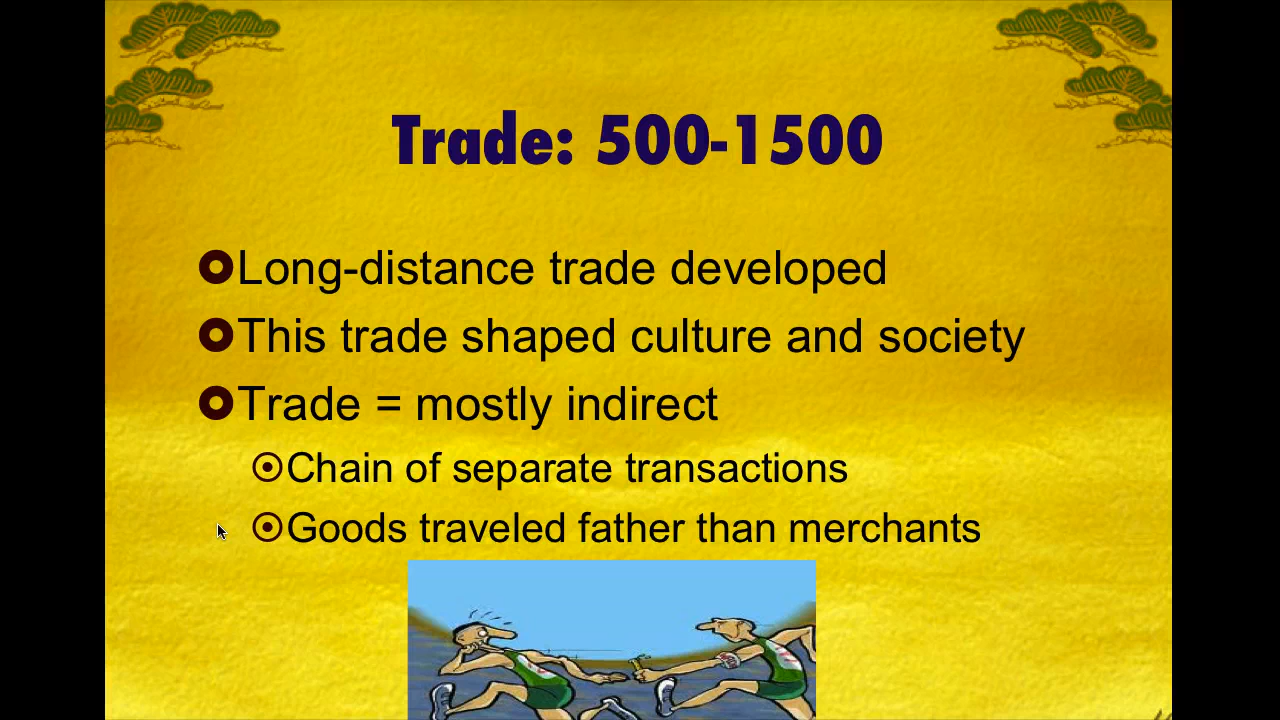 Trade: 500-1500
Long-distance trade developed
This trade shaped culture and society
Trade = mostly indirect
Chain of separate transactions
Goods traveled father than merchants